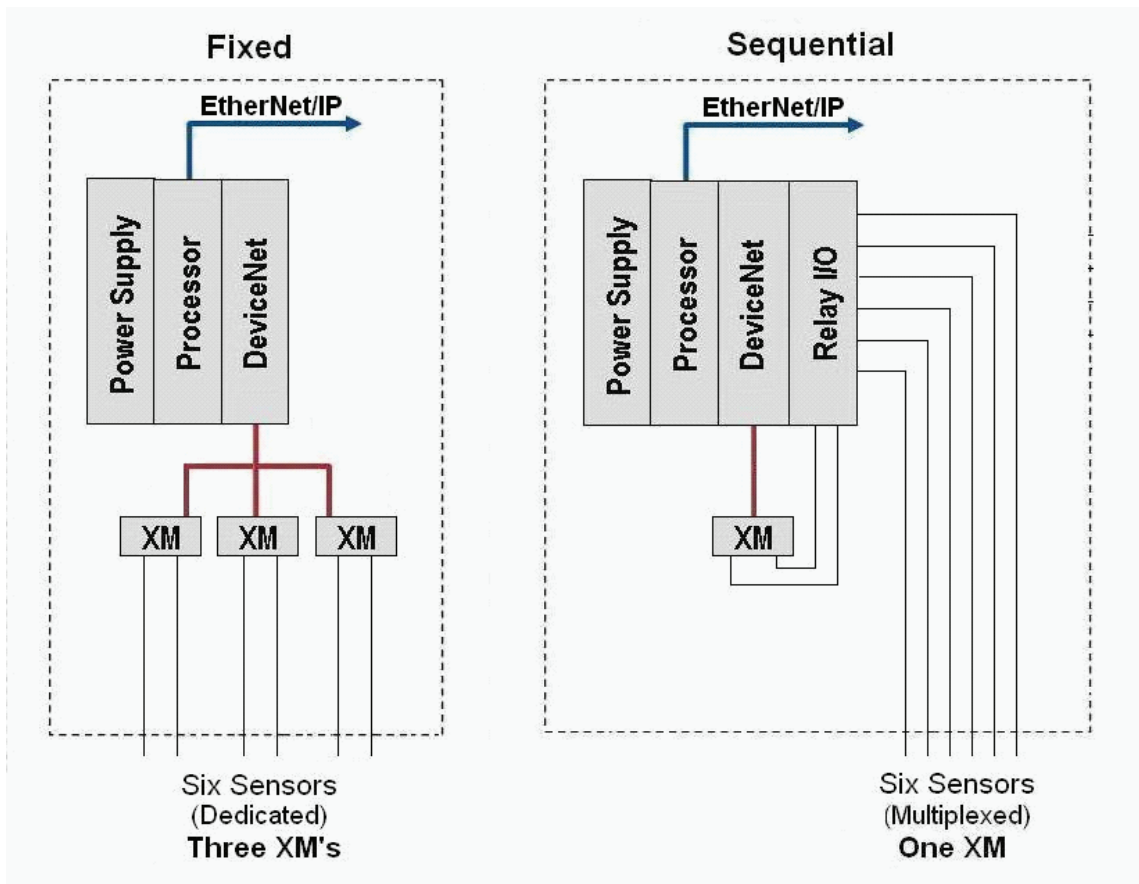 Fixed
EtherNet/IP
Power Supply
Processor
DeviceNet
XM
XM
XM
Six Sensors
(Dedicated)
Three XM's
Sequential
EtherNet/IP
Power Supply
Processor
DeviceNet
Relay I/O
XM
Six Sensors
(Multiplexed)
One XM